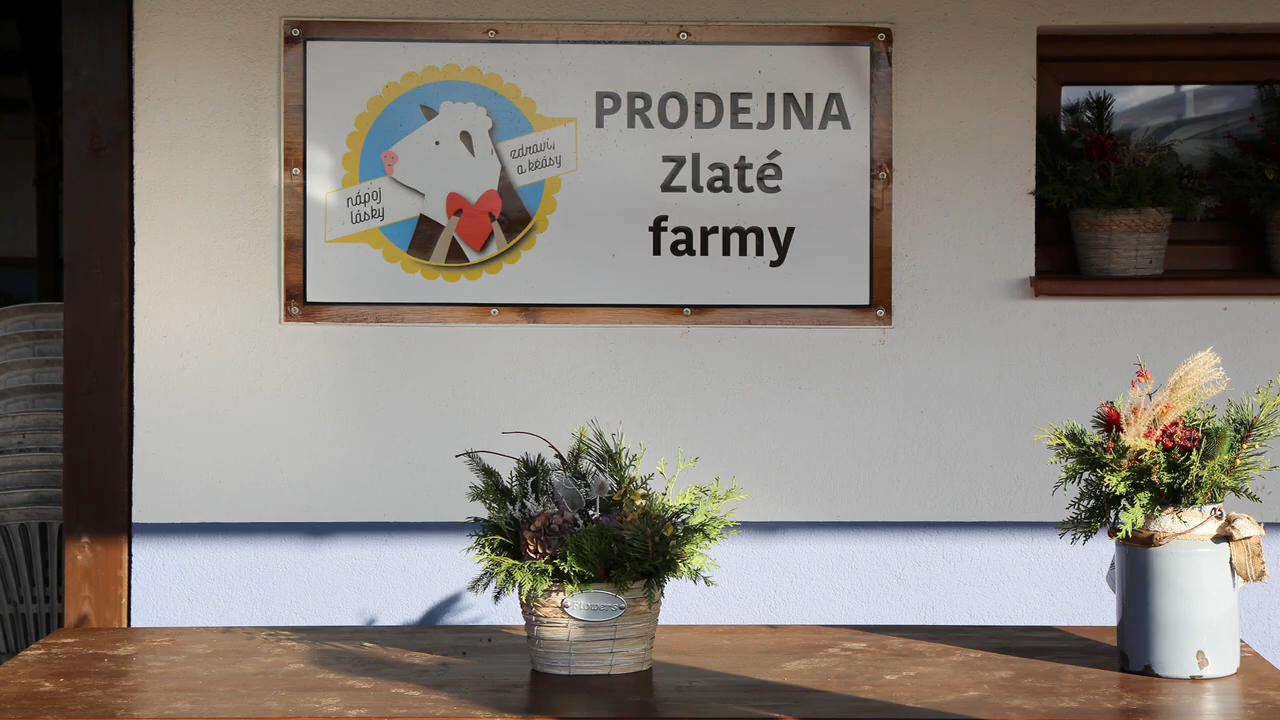 PRODEJNA
Zlaté
farmy
nápoj
lásky
zdraví,
a krásy
Flowers